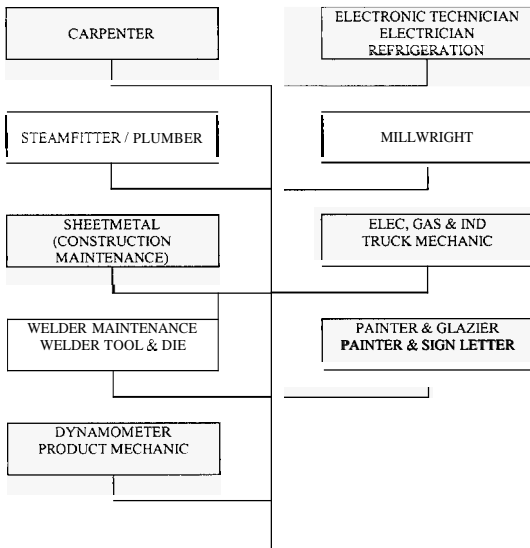 CARPENTER
ELECTRONIC TECHNICIAN
ELECTRICIAN
REFRIGERATION
STEAMFITTER / PLUMBER
MILLWRIGHT
SHEETMETAL
(CONSTRUCTION
MAINTENANCE)
ELEC, GAS & IND
TRUCK MECHANIC
WELDER MAINTENANCE
WELDER TOOL & DIE
PAINTER & GLAZIER
PAINTER & SIGN LETTER
DYNAMOMETER
PRODUCT MECHANIC